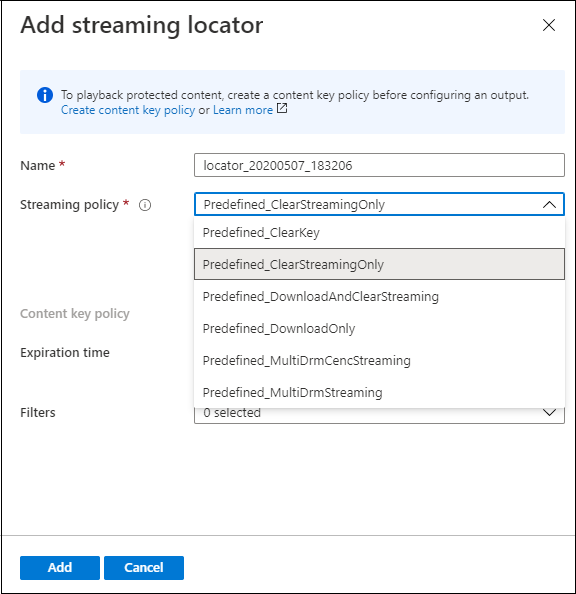 Add streaming locator
To playback protected content, create a content key policy before configuring an output.
Create content key policy or Learn more
Name *
locator_20200507_183206
Streaming policy *
Predefined_ClearStreamingOnly
Predefined_ClearKey
Predefined_ClearStreamingOnly
Predefined_DownloadAndClearStreaming
Predefined_DownloadOnly
Predefined_MultiDrmCencStreaming
Predefined_MultiDrmStreaming
Content key policy
Expiration time
Filters
0 selected
Add
Cancel